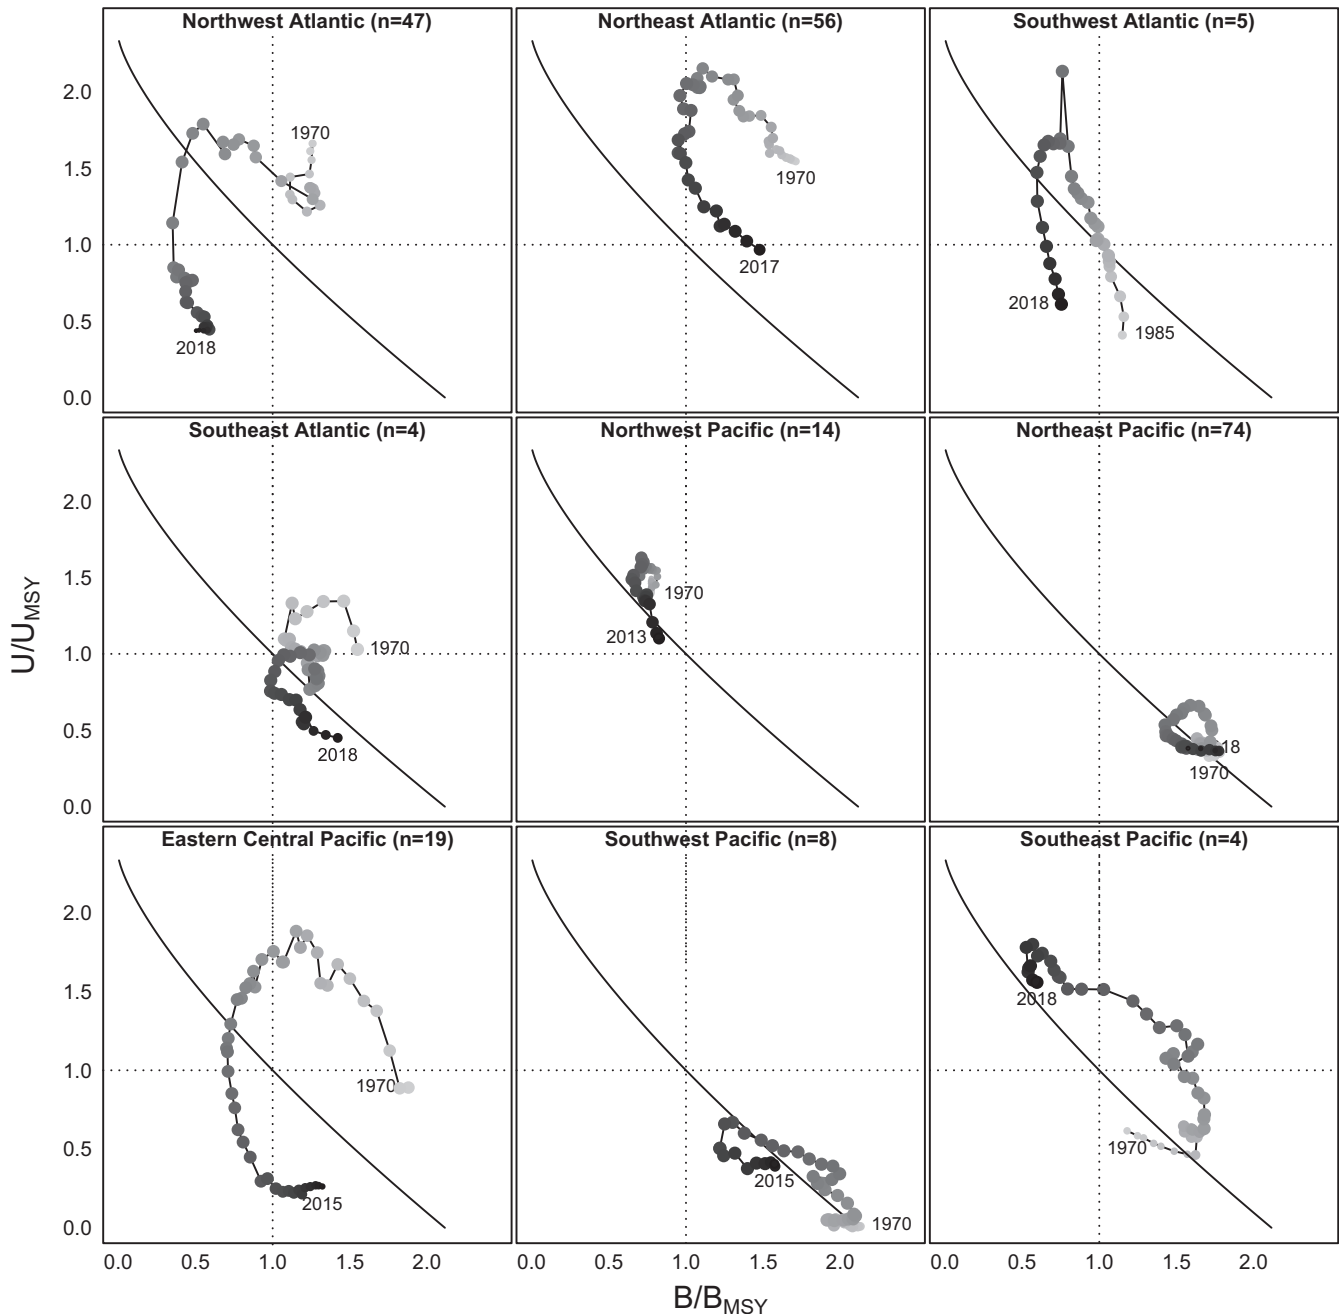 Northwest Atlantic (n=47)
Northeast Atlantic (n=56)
Southwest Atlantic (n=5)
2.0
1.5
1.0
0.5
0.0
1970
2018
1970
2017
2018
1985
Southeast Atlantic (n=4)
Northwest Pacific (n=14)
Northeast Pacific (n=74)
2.0
1.5
1.0
0.5
0.0
1970
2018
1970
2013
18
1970
U/U_MSY
Eastern Central Pacific (n=19)
Southwest Pacific (n=8)
Southeast Pacific (n=4)
2.0
1.5
1.0
0.5
0.0
1970
2015
2015
1970
2018
1970
0.0 0.5 1.0 1.5 2.0
0.0 0.5 1.0 1.5 2.0
0.0 0.5 1.0 1.5 2.0
B/B_MSY